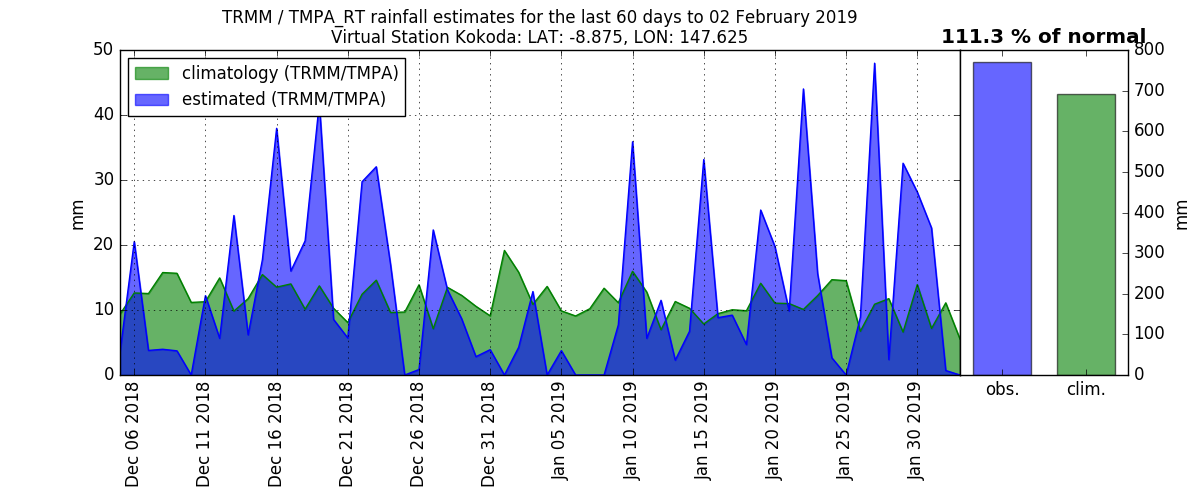 TRMM / TMPA_RT rainfall estimates for the last 60 days to 02 February 2019
Virtual Station Kokoda: LAT: -8.875, LON: 147.625
111.3 % of normal
climatology (TRMM/TMPA)
estimated (TRMM/TMPA)
50
40
30
20
10
0
mm
Dec 06 2018
Dec 11 2018
Dec 16 2018
Dec 21 2018
Dec 26 2018
Dec 31 2018
Jan 05 2019
Jan 10 2019
Jan 15 2019
Jan 20 2019
Jan 25 2019
Jan 30 2019
obs.
clim.
800
700
600
500
400
300
200
100
0
mm